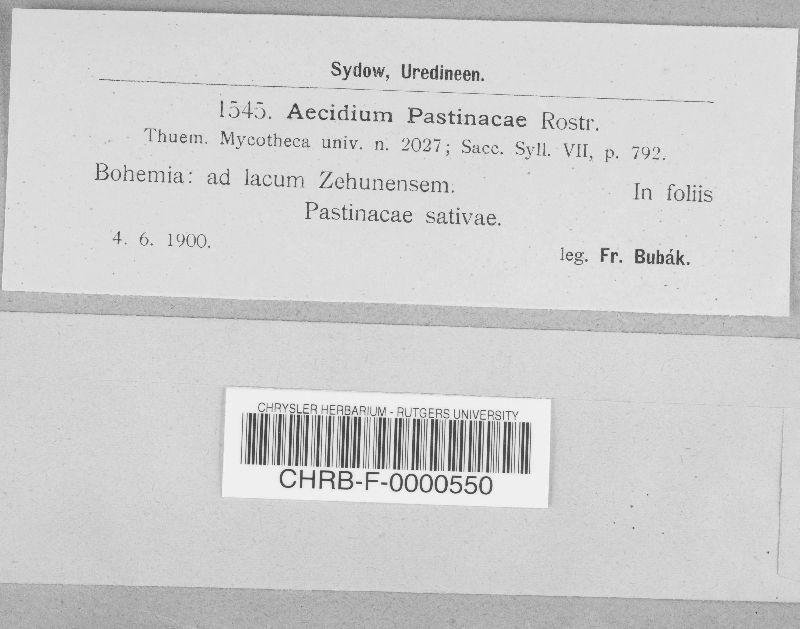 Sydow, Uredineen.
1545. Aecidium Pastinacae Rostr.
Thuem. Mycotheca univ. n. 2027; Sacc. Syll. VII, p. 792.
Bohemia: ad lacum Zehunensem. In foliis
Pastinacae sativae.
4. 6. 1900. leg. Fr. Bubák.
CHRYSLER HERBARIUM - RUTGERS UNIVERSITY
CHRB-F-0000550